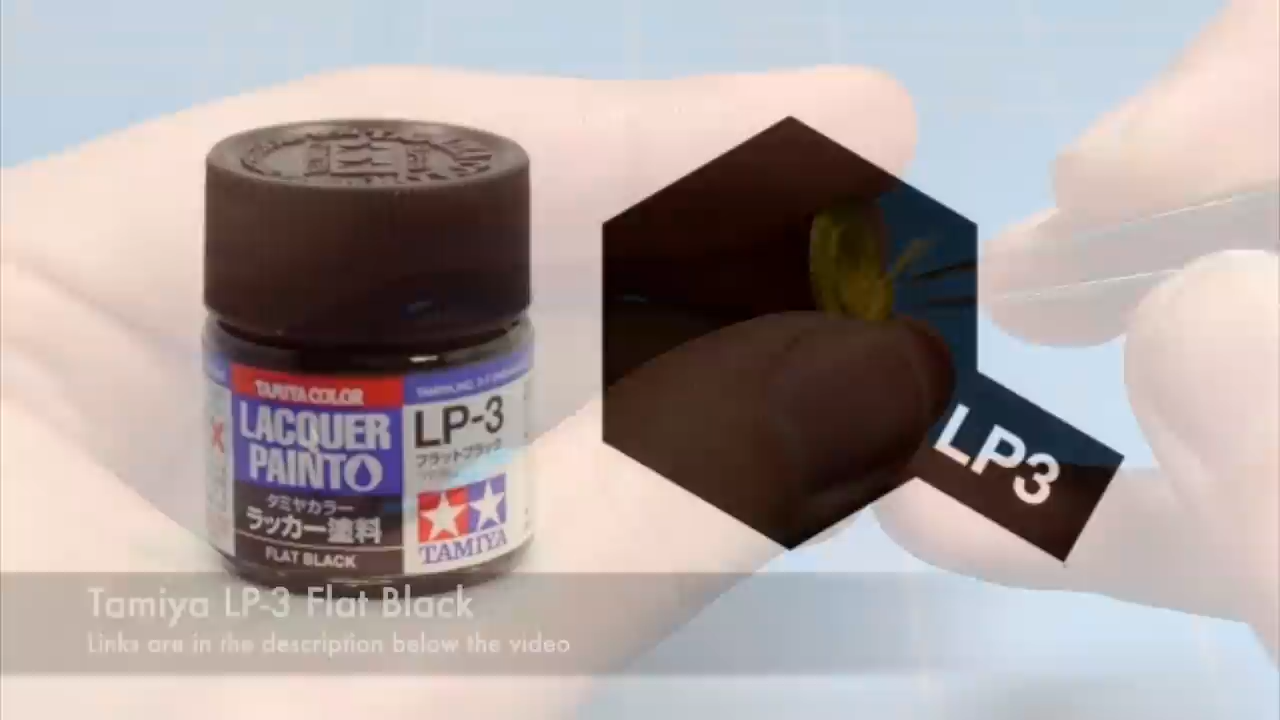 TAMIYA COLOR
LACQUER
PAINT
タミヤカラー
ラッカー塗料
FLAT BLACK
LP-3
フラットブラック
TAMIYA
LP3
Tamiya LP-3 Flat Black
Links are in the description below the video